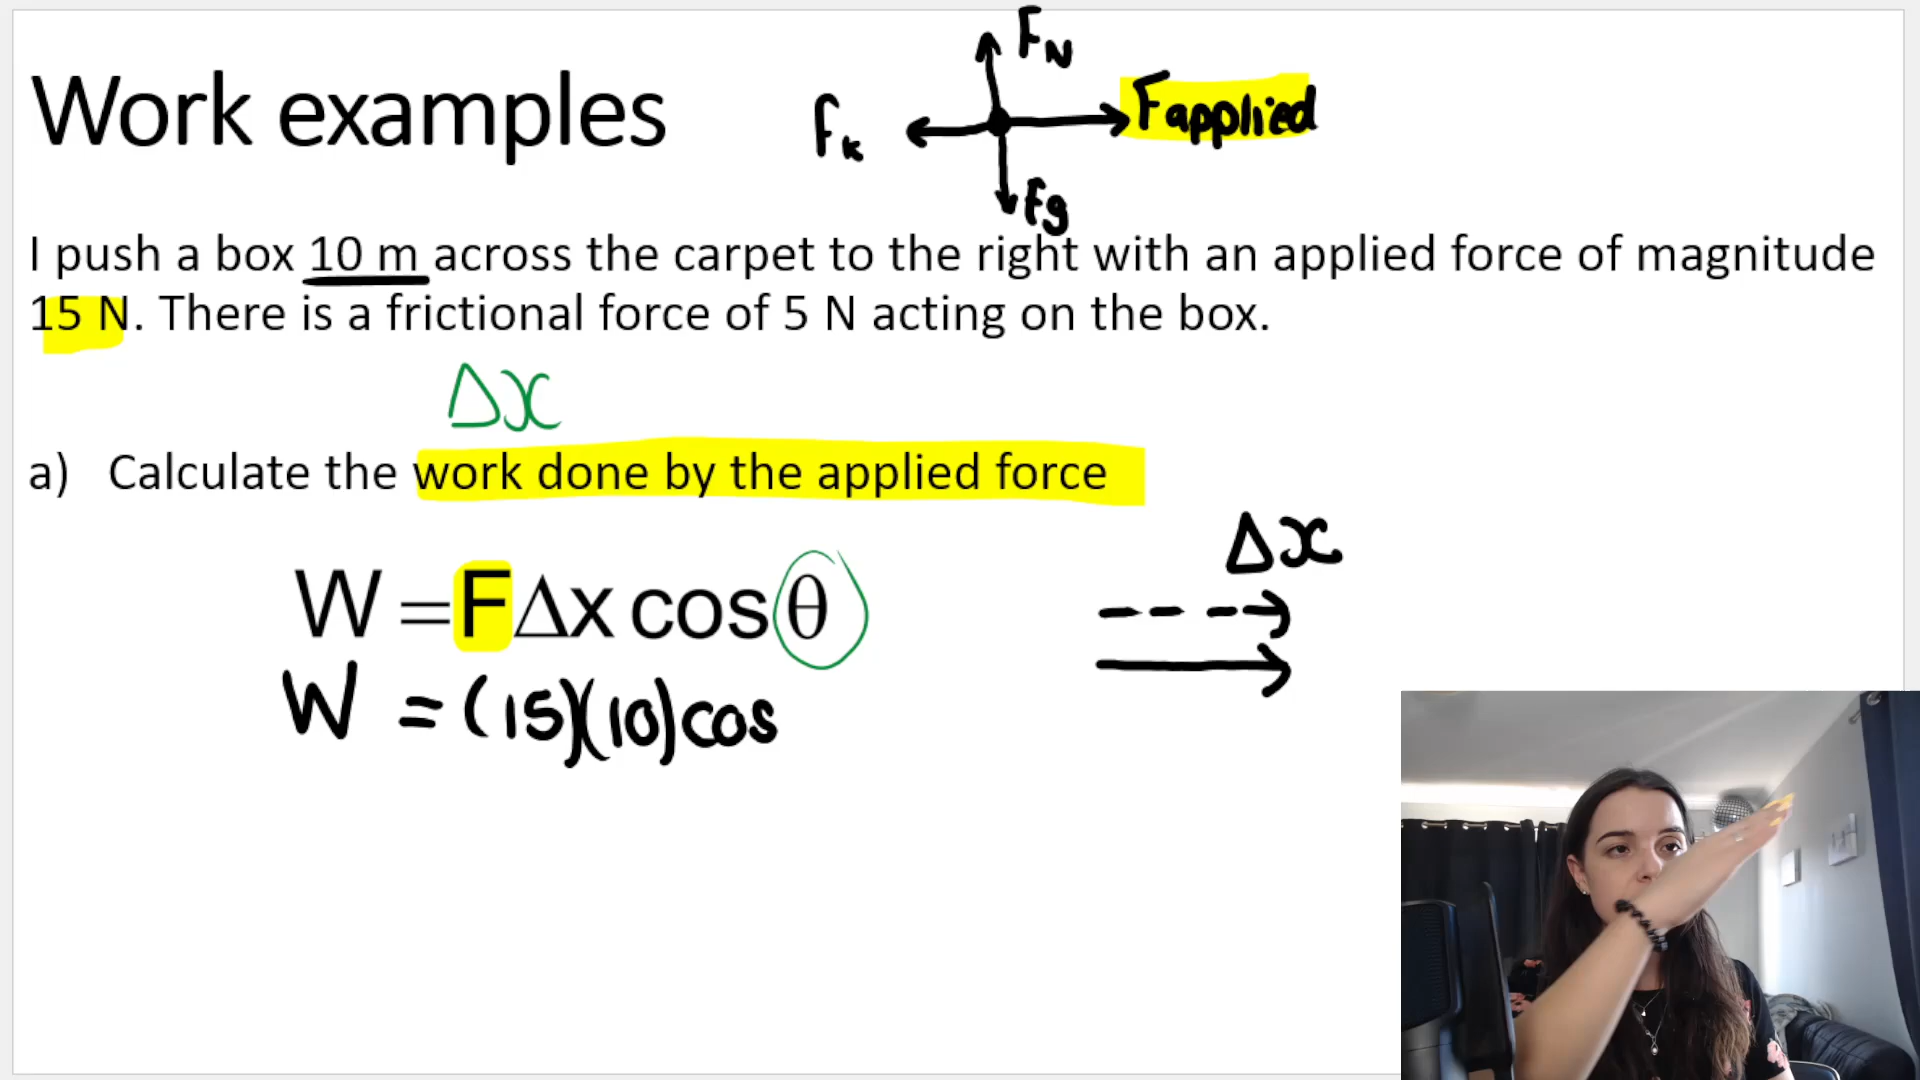 F_N
Work examples
f_k
Fapplied
Fg
I push a box 10 m across the carpet to the right with an applied force of magnitude
15 N. There is a frictional force of 5 N acting on the box.
Δx
a) Calculate the work done by the applied force
Δx
W = FΔx cos θ
W = (15)(10)cos